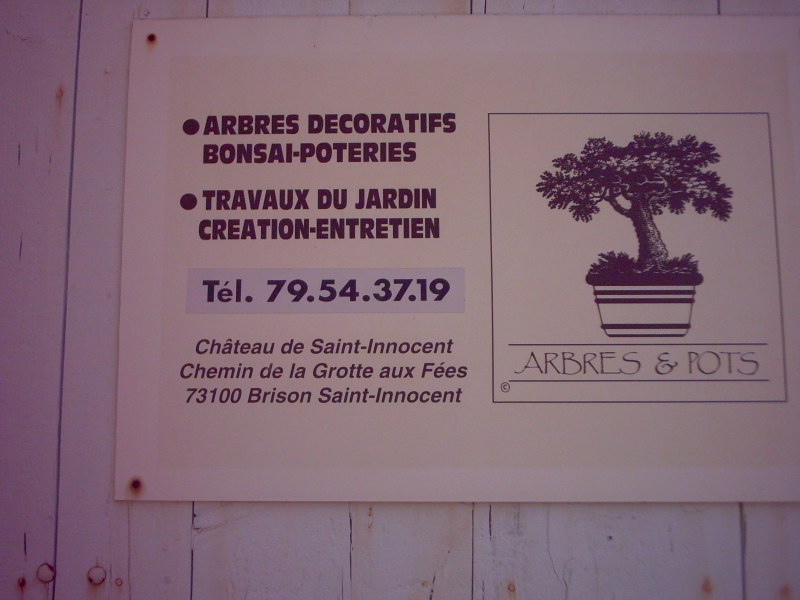 ● ARBRES DECORATIFS
BONSAI-POTERIES
● TRAVAUX DU JARDIN
CREATION-ENTRETIEN
Tél. 79.54.37.19
Château de Saint-Innocent
Chemin de la Grotte aux Fées
73100 Brison Saint-Innocent
ARBRES & POTS
©